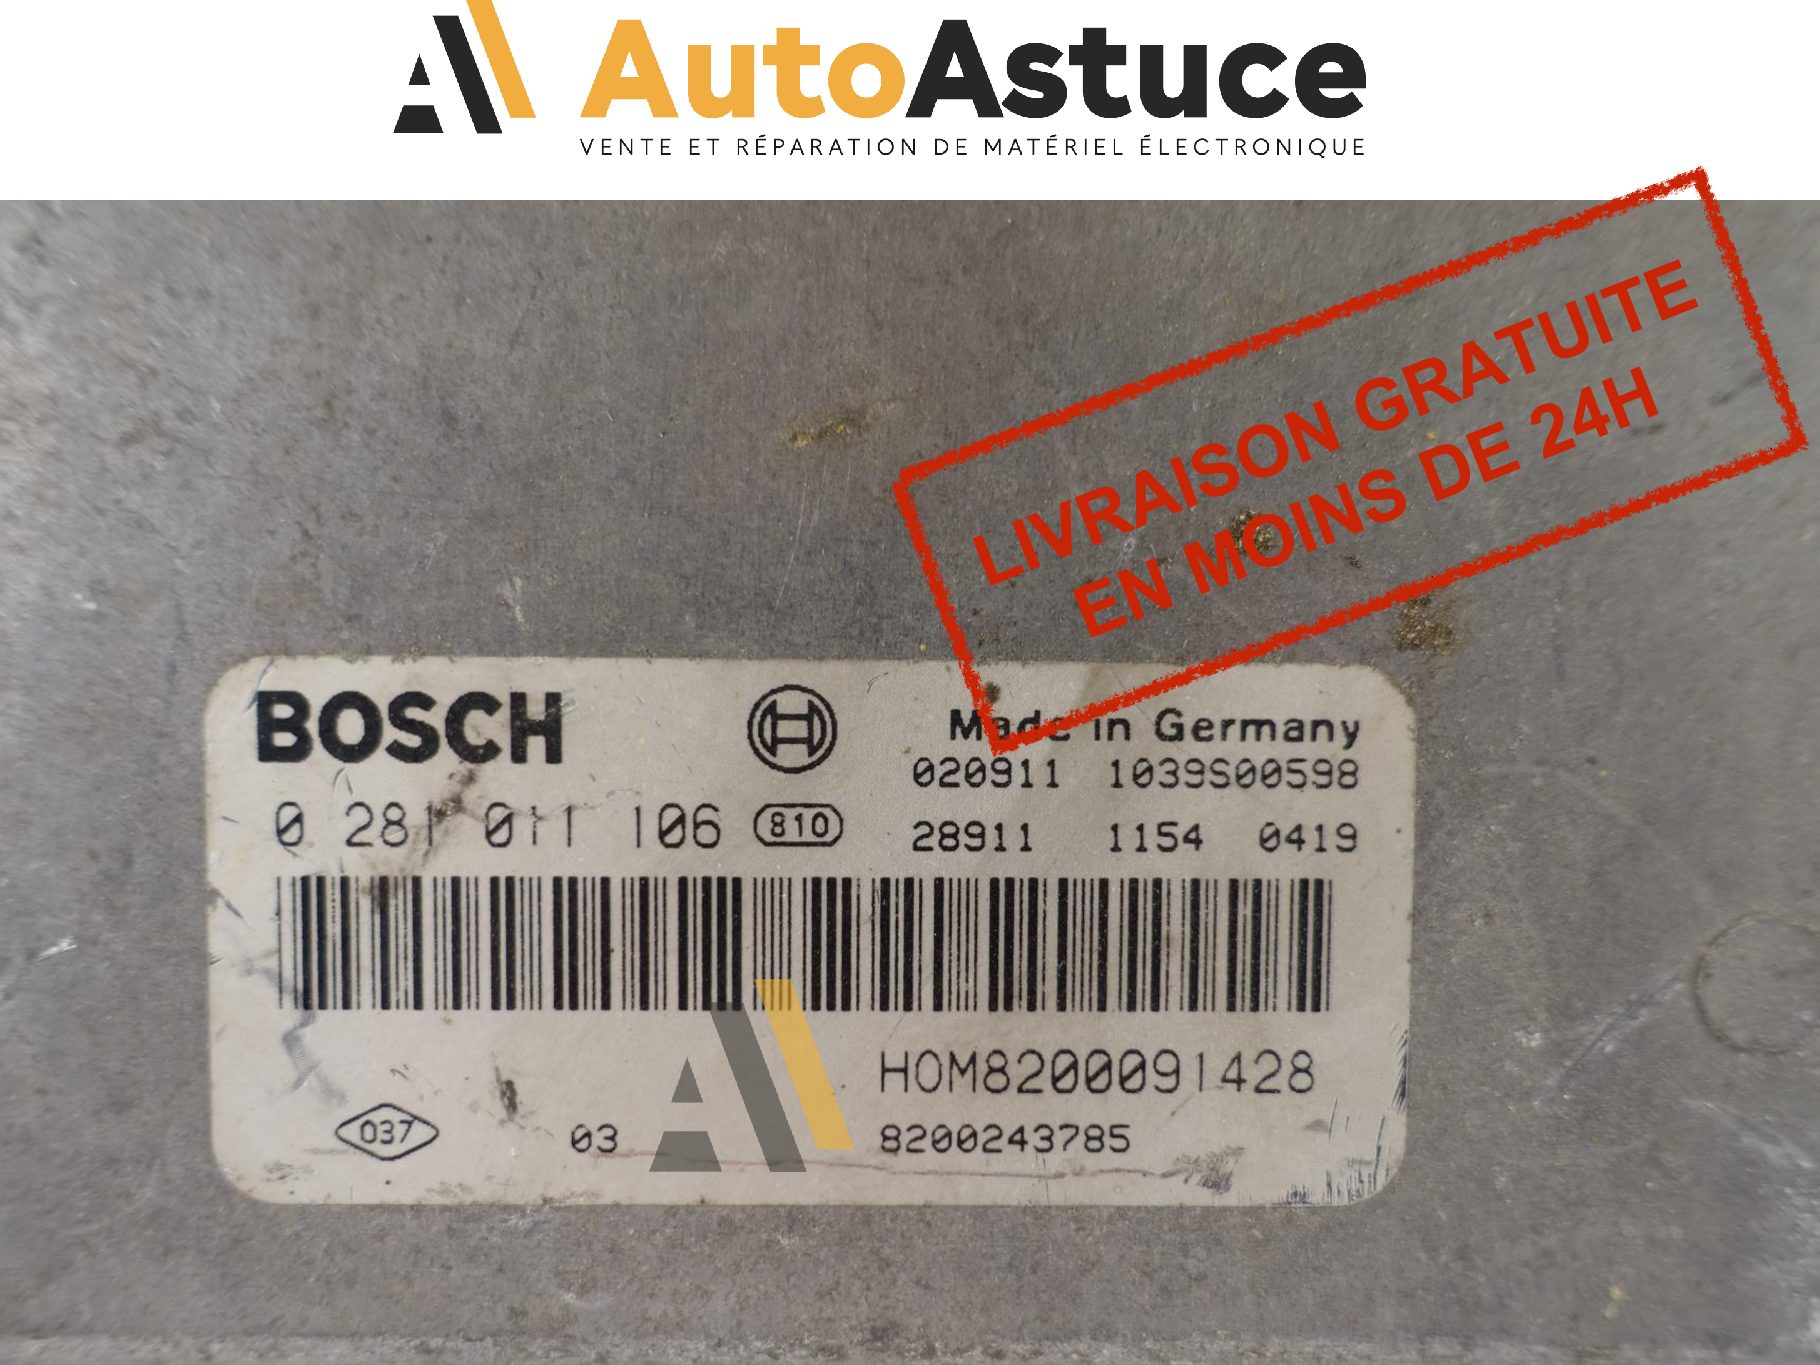 AutoAstuce
VENTE ET RÉPARATION DE MATÉRIEL ÉLECTRONIQUE
LIVRAISON GRATUITE
EN MOINS DE 24H
BOSCH
Made in Germany
020911 1039S00598
0 281 011 106 810
28911 1154 0419
HOM8200091428
037 03 8200243785